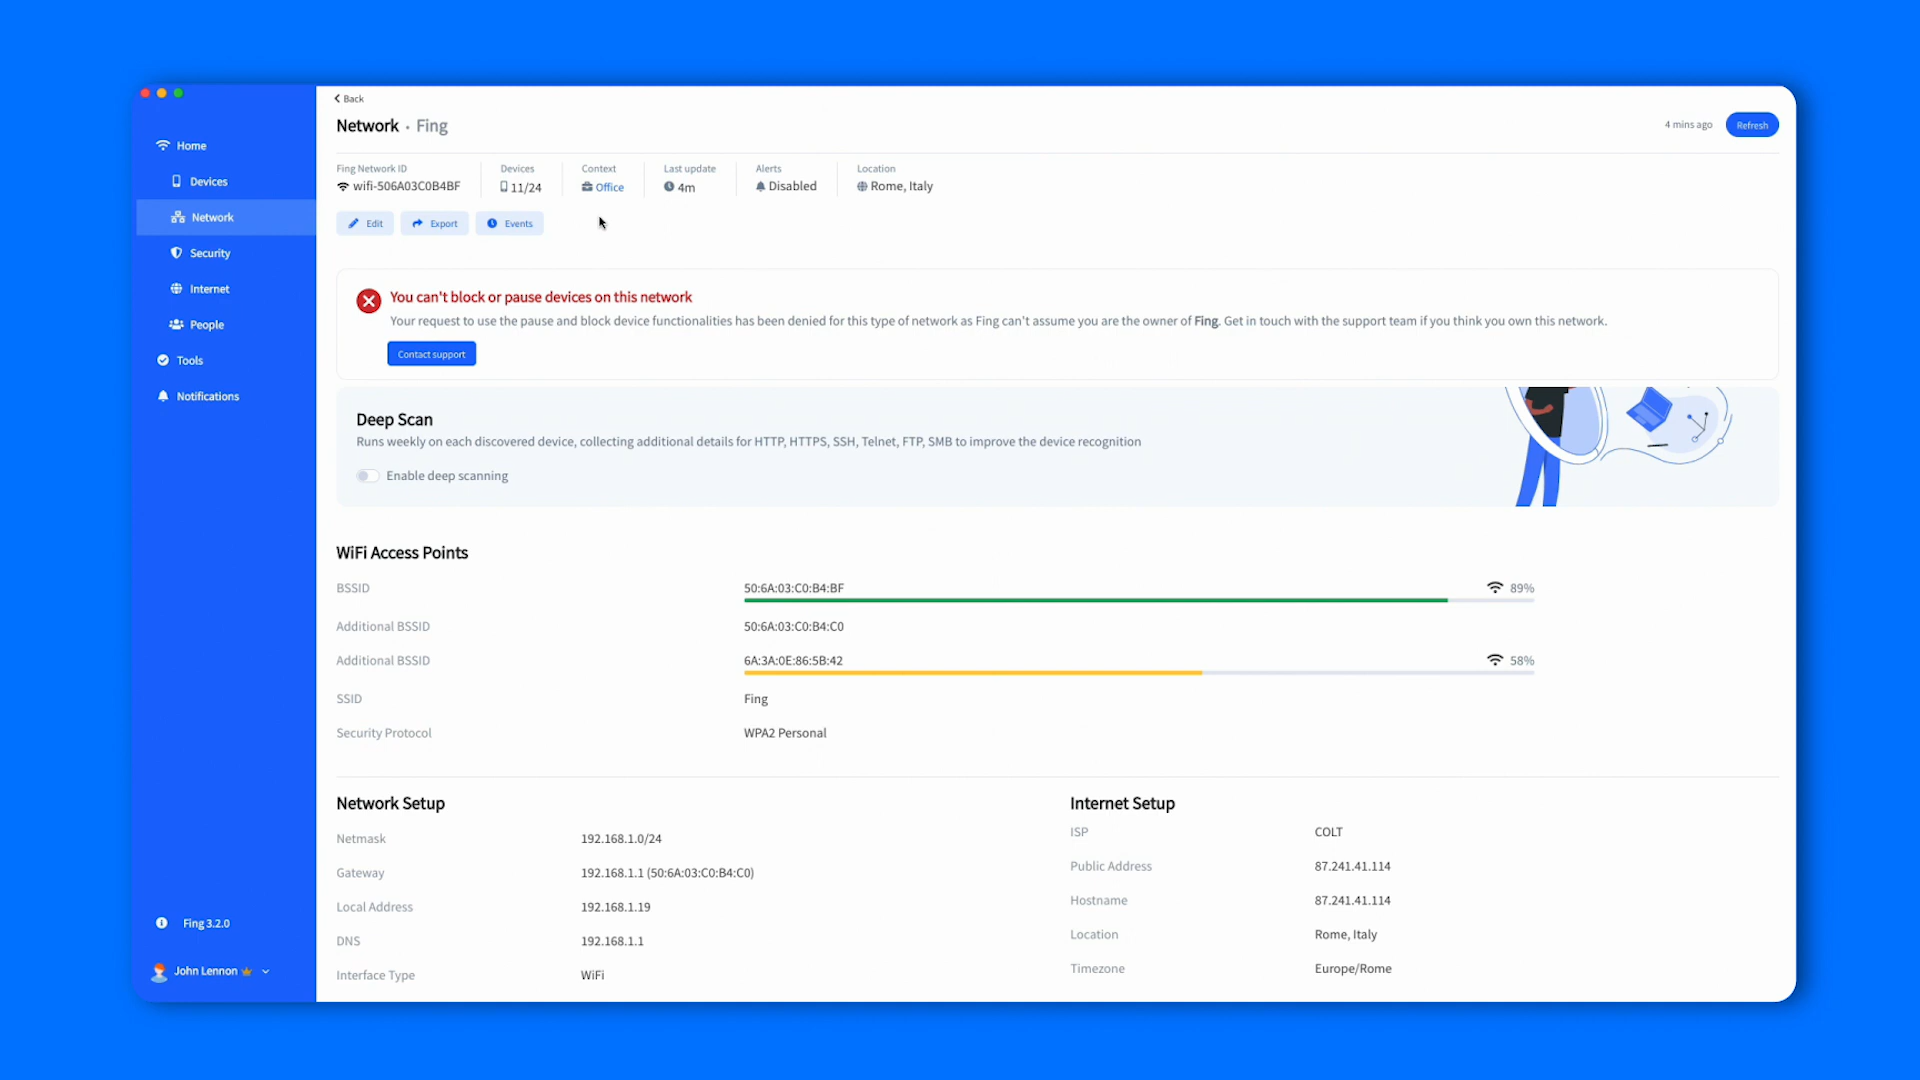 Back
Network · Fing
4 mins ago
Refresh
Home
Devices
Network
Security
Internet
People
Tools
Notifications
Fing 3.2.0
John Lennon
Fing Network ID
wifi-506A03C0B4BF
Devices
11/24
Context
Office
Last update
4m
Alerts
Disabled
Location
Rome, Italy
Edit
Export
Events
You can't block or pause devices on this network
Your request to use the pause and block device functionalities has been denied for this type of network as Fing can't assume you are the owner of Fing. Get in touch with the support team if you think you own this network.
Contact support
Deep Scan
Runs weekly on each discovered device, collecting additional details for HTTP, HTTPS, SSH, Telnet, FTP, SMB to improve the device recognition
Enable deep scanning
WiFi Access Points
BSSID 50:6A:03:C0:B4:BF 89%
Additional BSSID 50:6A:03:C0:B4:C0
Additional BSSID 6A:3A:0E:86:5B:42 58%
SSID Fing
Security Protocol WPA2 Personal
Network Setup
Netmask 192.168.1.0/24
Gateway 192.168.1.1 (50:6A:03:C0:B4:C0)
Local Address 192.168.1.19
DNS 192.168.1.1
Interface Type WiFi
Internet Setup
ISP COLT
Public Address 87.241.41.114
Hostname 87.241.41.114
Location Rome, Italy
Timezone Europe/Rome